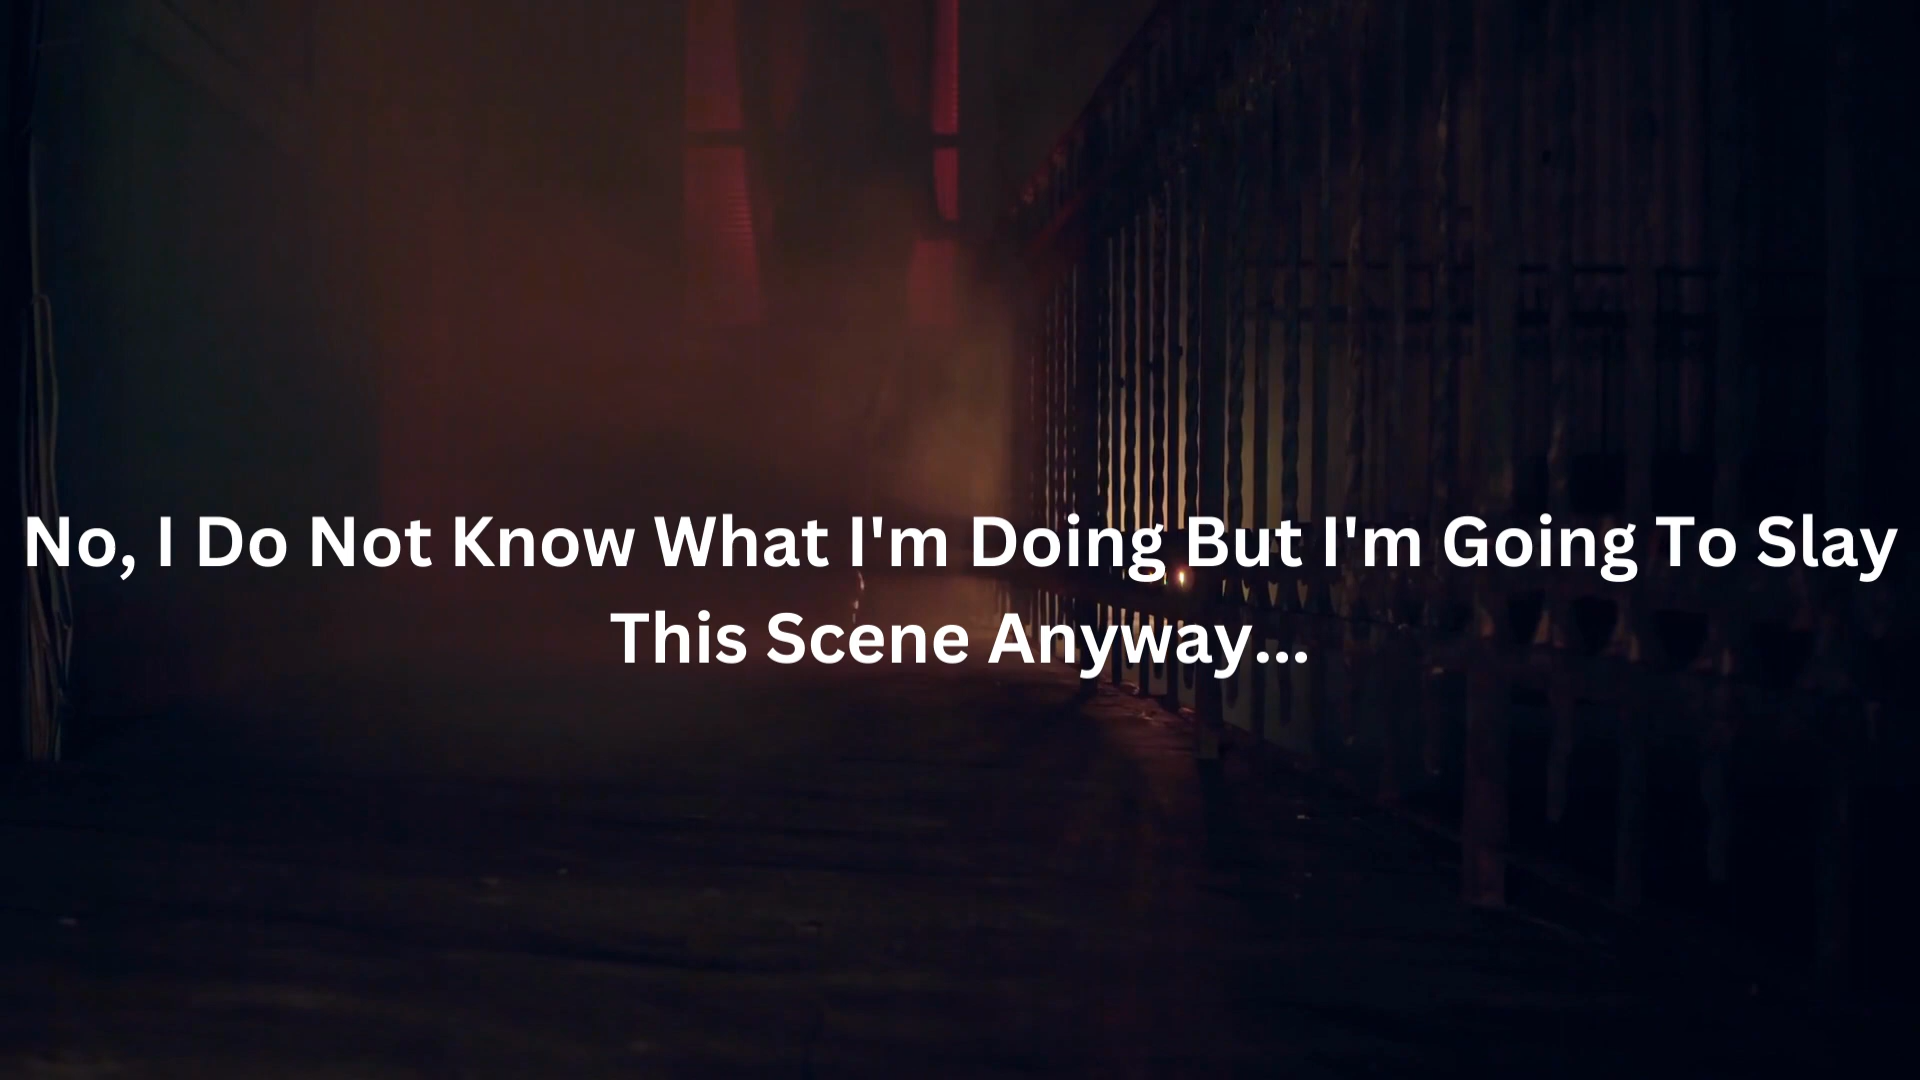 No, I Do Not Know What I'm Doing But I'm Going To Slay
This Scene Anyway...